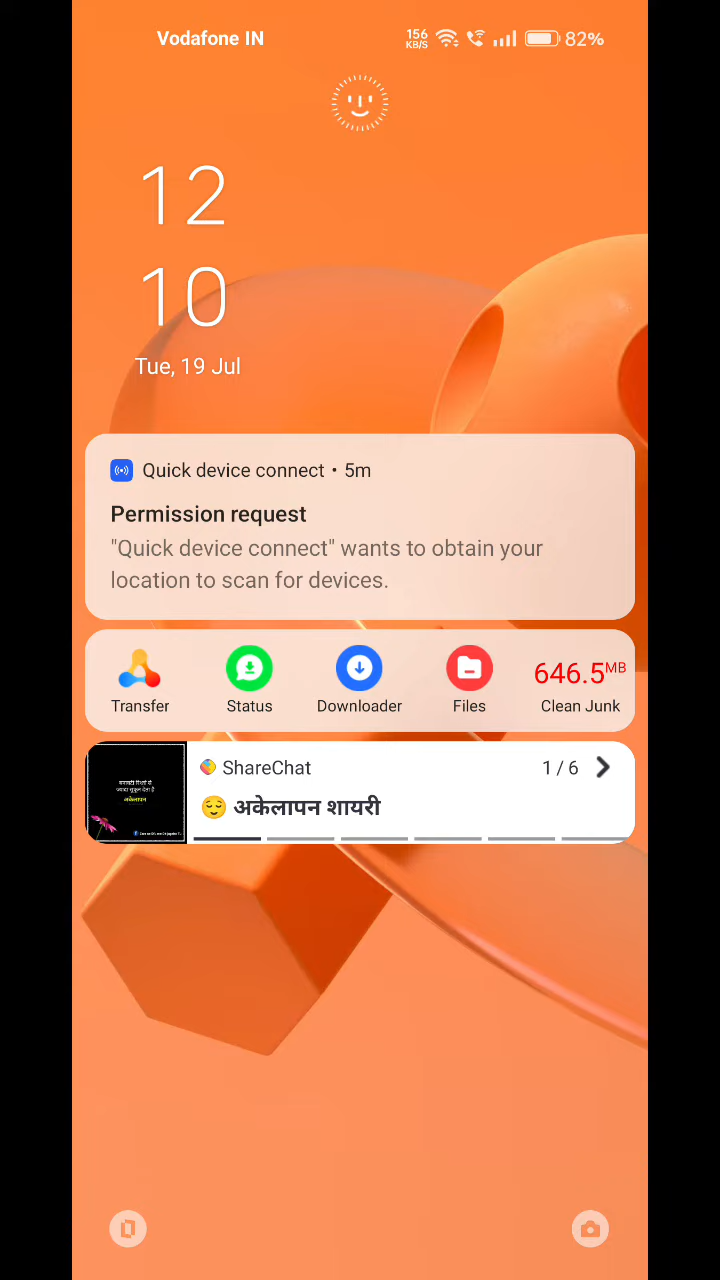 Vodafone IN
156
KB/S
82%
12
10
Tue, 19 Jul
Quick device connect • 5m
Permission request
"Quick device connect" wants to obtain your
location to scan for devices.
646.5MB
Transfer
Status
Downloader
Files
Clean Junk
ShareChat
1 / 6
😌 अकेलापन शायरी
अकेलापन